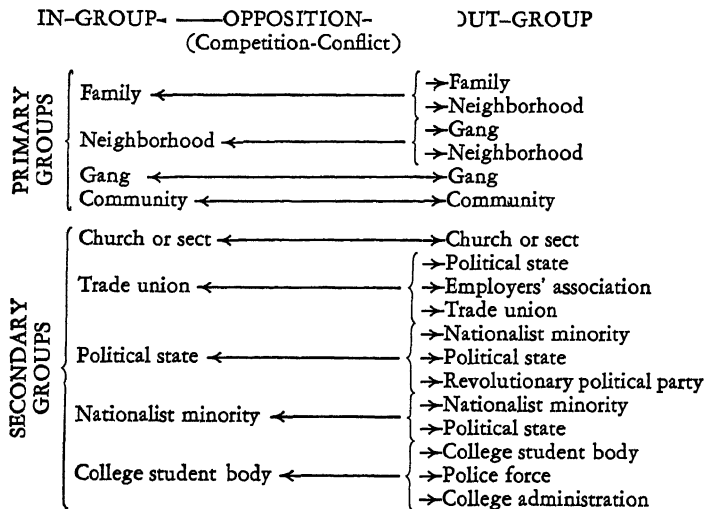 IN-GROUP OPPOSITION- OUT-GROUP
(Competition-Conflict)
PRIMARY GROUPS
Family
Family
Neighborhood
Neighborhood
Gang
Neighborhood
Gang Gang
Community Community
SECONDARY GROUPS
Church or sect Church or sect
Trade union
Political state
Employers' association
Trade union
Political state
Nationalist minority
Political state
Revolutionary political party
Nationalist minority
Nationalist minority
Political state
College student body
College student body
Police force
College administration